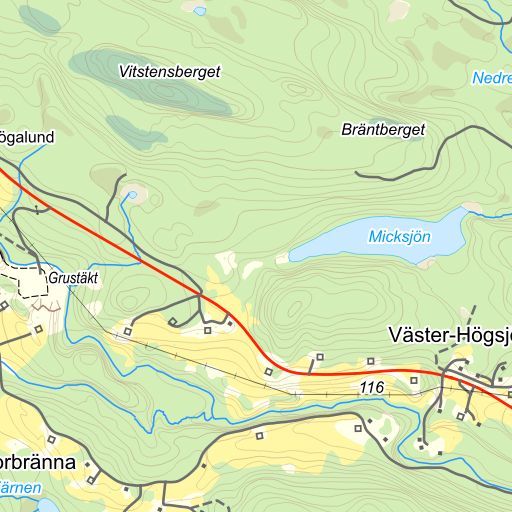 Vitstensberget
Nedre
Bräntberget
ögalund
Micksjön
Grustäkt
Väster-Högsjö
116
orbränna
ärnen